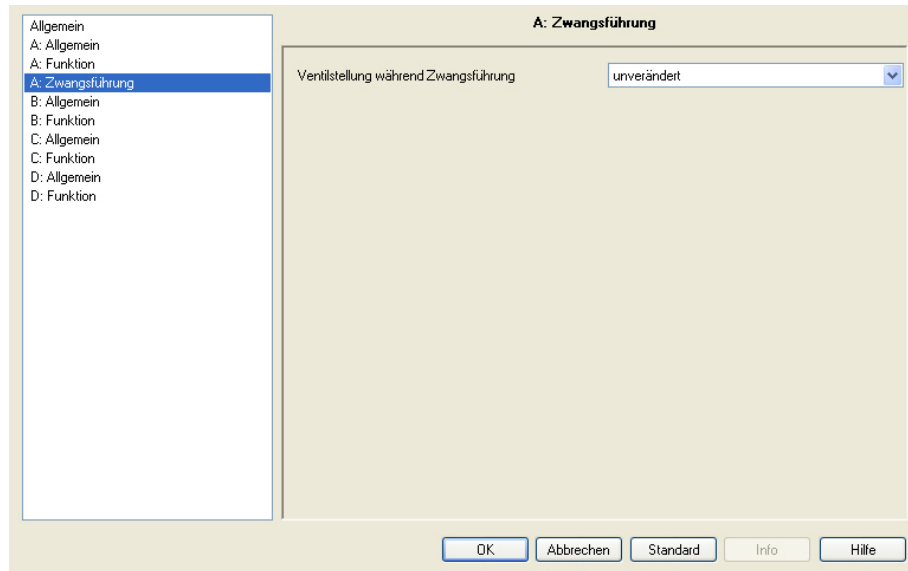 Allgemein
A: Allgemein
A: Funktion
A: Zwangsführung
B: Allgemein
B: Funktion
C: Allgemein
C: Funktion
D: Allgemein
D: Funktion
A: Zwangsführung
Ventilstellung während Zwangsführung
unverändert
OK
Abbrechen
Standard
Info
Hilfe